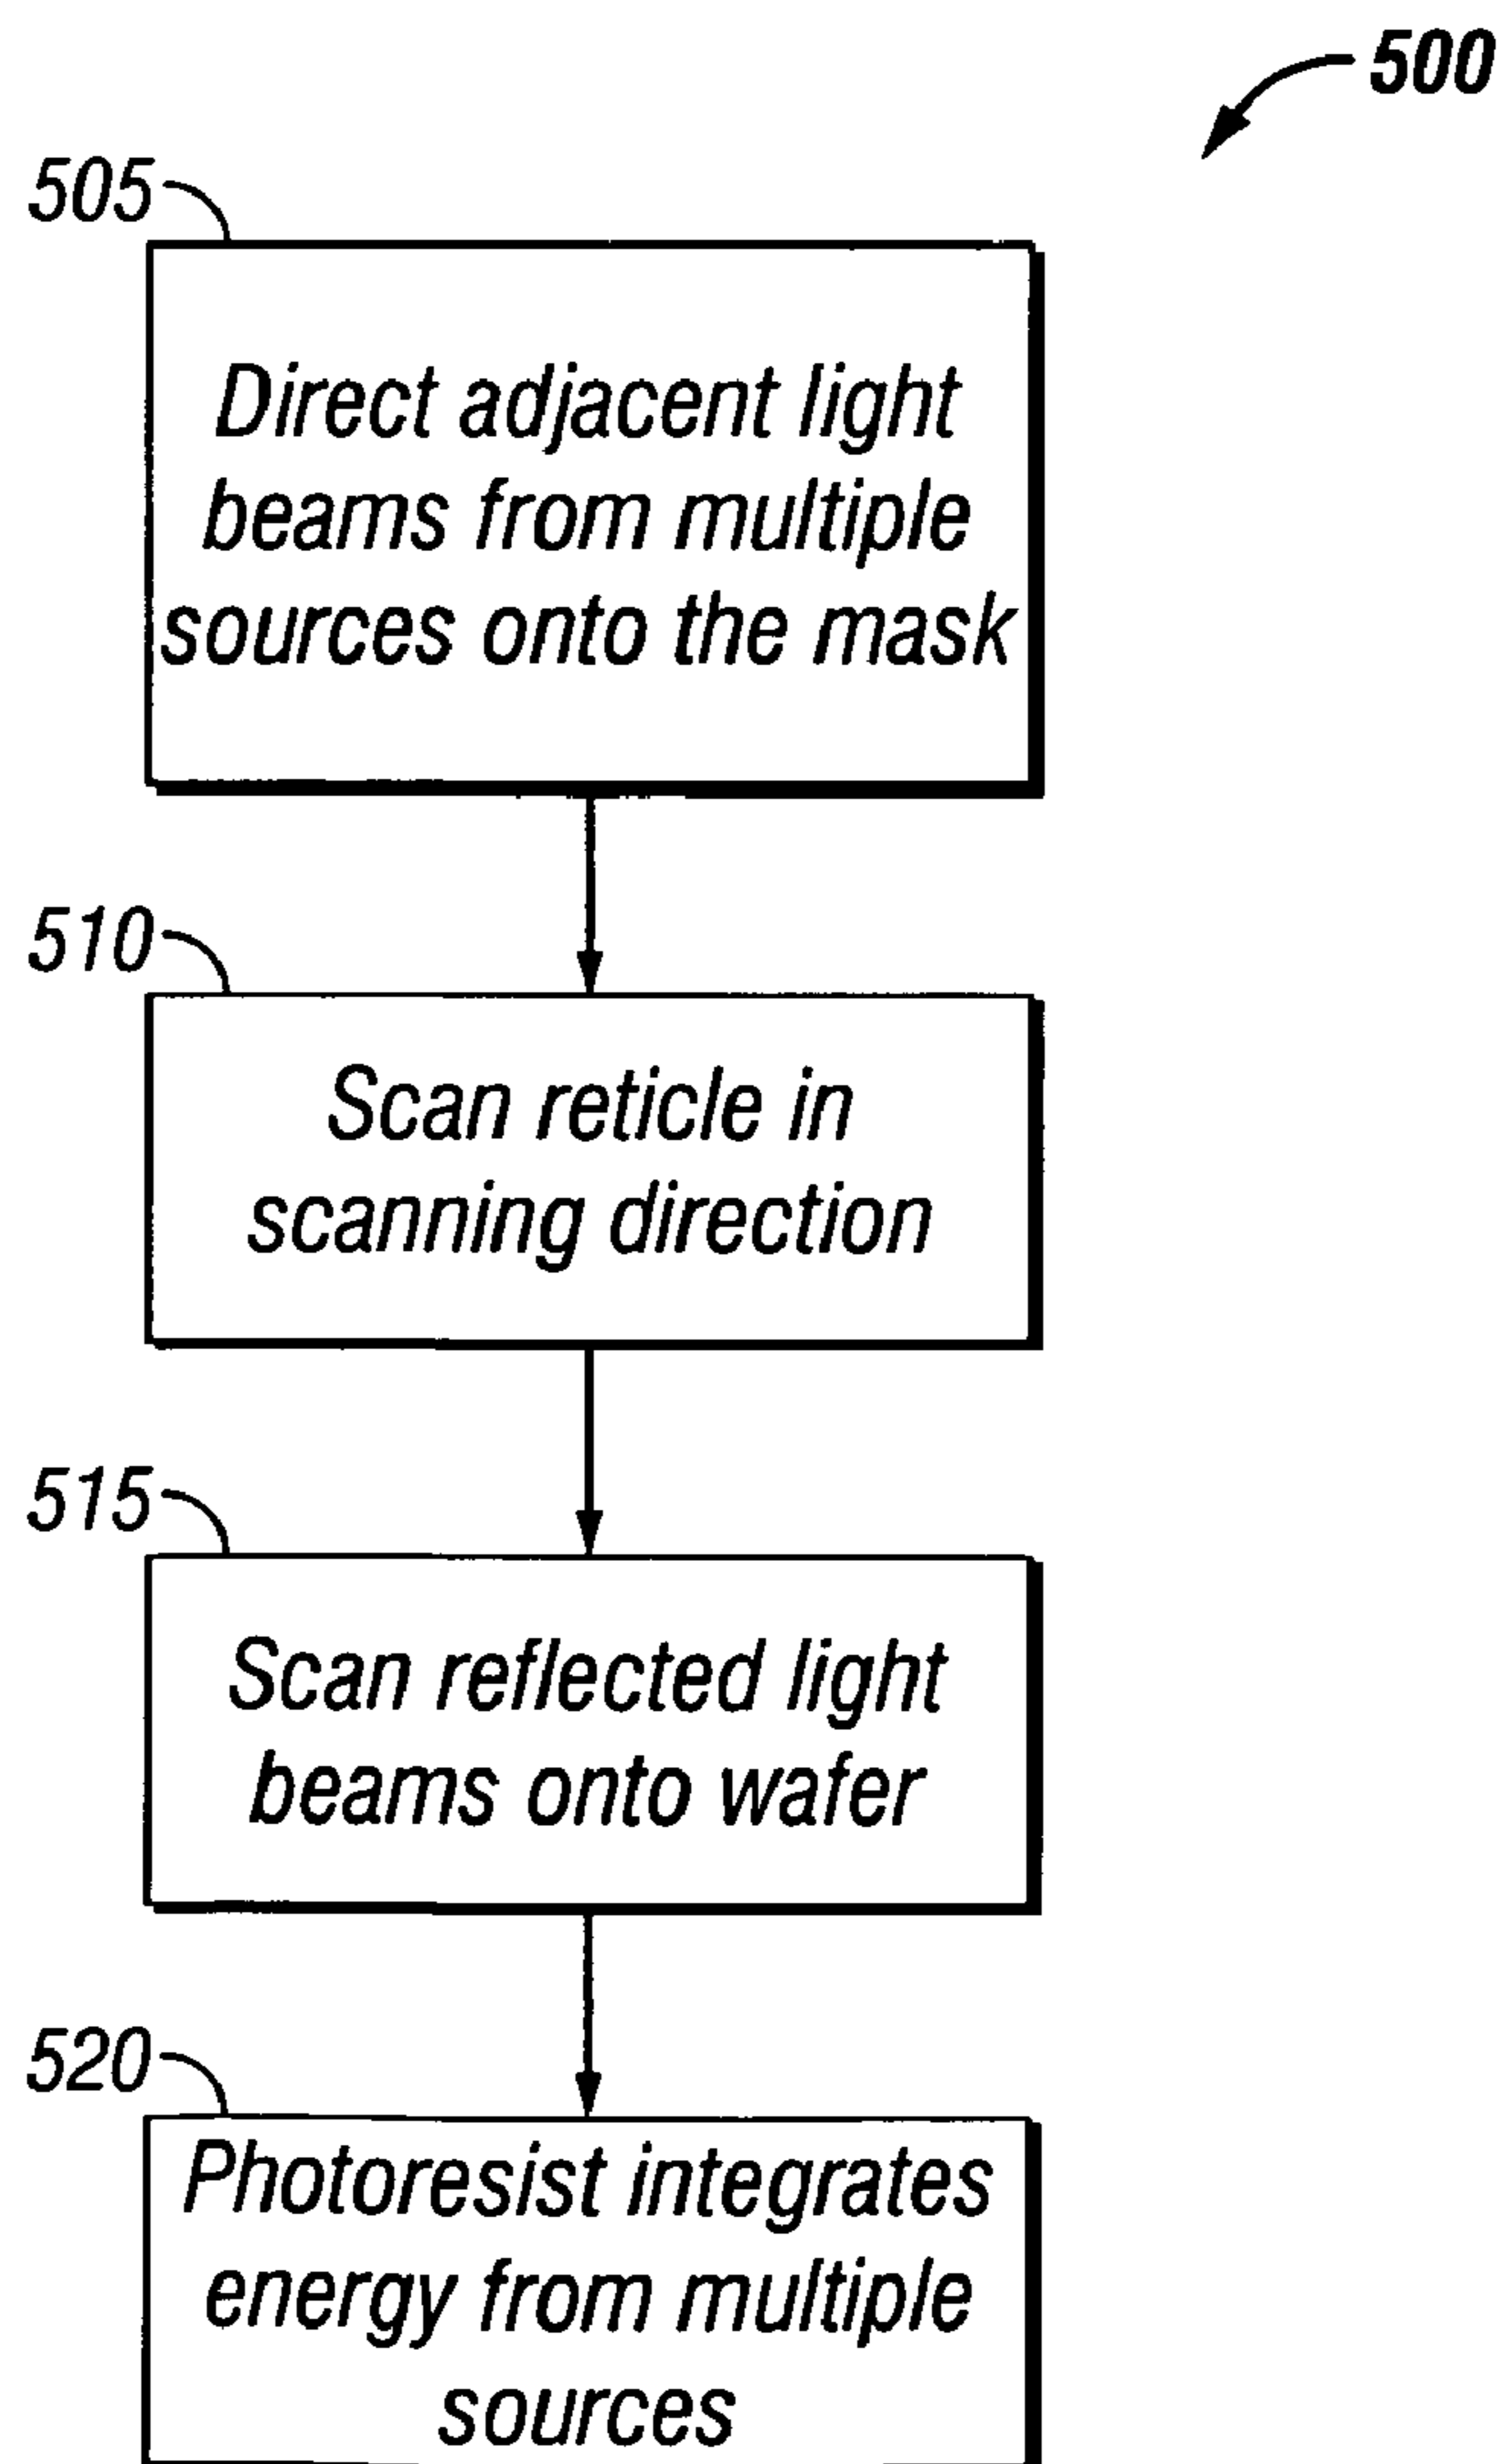 500
505
Direct adjacent light
beams from multiple
sources onto the mask
510
Scan reticle in
scanning direction
515
Scan reflected light
beams onto wafer
520
Photoresist integrates
energy from multiple
sources